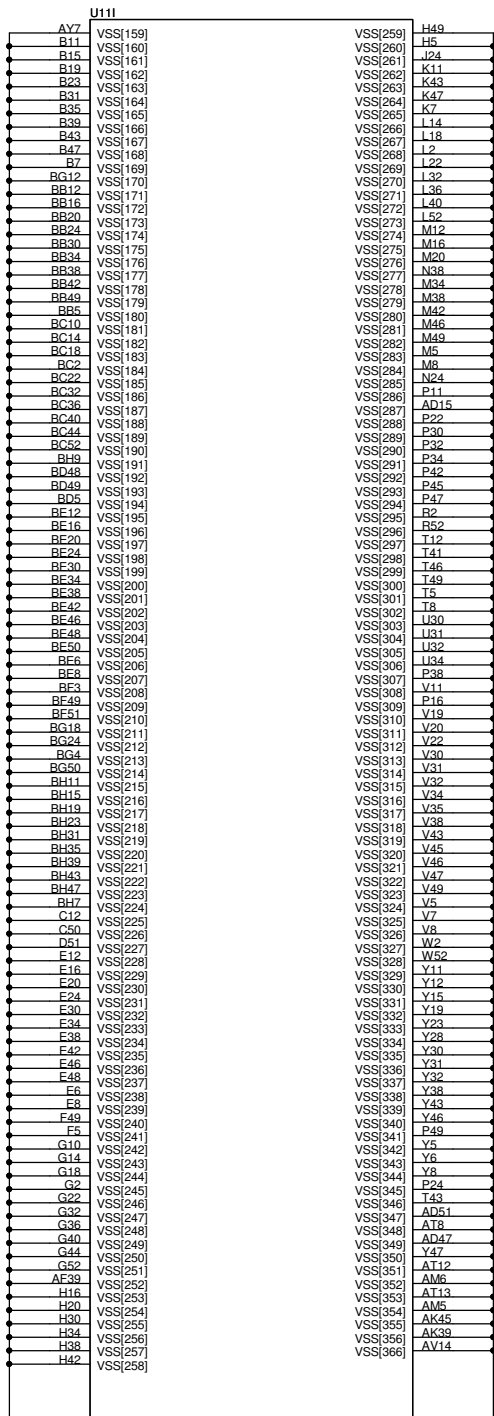 U11I
AY7 VSS[159] VSS[259] H49
B11 VSS[160] VSS[260] H5
B15 VSS[161] VSS[261] J24
B19 VSS[162] VSS[262] K11
B23 VSS[163] VSS[263] K43
B31 VSS[164] VSS[264] K47
B35 VSS[165] VSS[265] K7
B39 VSS[166] VSS[266] L14
B43 VSS[167] VSS[267] L18
B47 VSS[168] VSS[268] L2
B7 VSS[169] VSS[269] L22
BG12 VSS[170] VSS[270] L32
BB12 VSS[171] VSS[271] L36
BB16 VSS[172] VSS[272] L40
BB20 VSS[173] VSS[273] L52
BB24 VSS[174] VSS[274] M12
BB30 VSS[175] VSS[275] M16
BB34 VSS[176] VSS[276] M20
BB38 VSS[177] VSS[277] N38
BB42 VSS[178] VSS[278] M34
BB49 VSS[179] VSS[279] M38
BB5 VSS[180] VSS[280] M42
BC10 VSS[181] VSS[281] M46
BC14 VSS[182] VSS[282] M49
BC18 VSS[183] VSS[283] M5
BC2 VSS[184] VSS[284] M8
BC22 VSS[185] VSS[285] N24
BC32 VSS[186] VSS[286] P11
BC36 VSS[187] VSS[287] AD15
BC40 VSS[188] VSS[288] P22
BC44 VSS[189] VSS[289] P30
BC52 VSS[190] VSS[290] P32
BH9 VSS[191] VSS[291] P34
BD48 VSS[192] VSS[292] P42
BD49 VSS[193] VSS[293] P45
BD5 VSS[194] VSS[294] P47
BE12 VSS[195] VSS[295] R2
BE16 VSS[196] VSS[296] R52
BE20 VSS[197] VSS[297] T12
BE24 VSS[198] VSS[298] T41
BE30 VSS[199] VSS[299] T46
BE34 VSS[200] VSS[300] T49
BE38 VSS[201] VSS[301] T5
BE42 VSS[202] VSS[302] T8
BE46 VSS[203] VSS[303] U30
BE48 VSS[204] VSS[304] U31
BE50 VSS[205] VSS[305] U32
BE6 VSS[206] VSS[306] U34
BE8 VSS[207] VSS[307] P38
BF3 VSS[208] VSS[308] V11
BF49 VSS[209] VSS[309] P16
BF51 VSS[210] VSS[310] V19
BG18 VSS[211] VSS[311] V20
BG24 VSS[212] VSS[312] V22
BG4 VSS[213] VSS[313] V30
BG50 VSS[214] VSS[314] V31
BH11 VSS[215] VSS[315] V32
BH15 VSS[216] VSS[316] V34
BH19 VSS[217] VSS[317] V35
BH23 VSS[218] VSS[318] V38
BH31 VSS[219] VSS[319] V43
BH35 VSS[220] VSS[320] V45
BH39 VSS[221] VSS[321] V46
BH43 VSS[222] VSS[322] V47
BH47 VSS[223] VSS[323] V49
BH7 VSS[224] VSS[324] V5
C12 VSS[225] VSS[325] V7
C50 VSS[226] VSS[326] V8
D51 VSS[227] VSS[327] W2
E12 VSS[228] VSS[328] W52
E16 VSS[229] VSS[329] Y11
E20 VSS[230] VSS[330] Y12
E24 VSS[231] VSS[331] Y15
E30 VSS[232] VSS[332] Y19
E34 VSS[233] VSS[333] Y23
E38 VSS[234] VSS[334] Y28
E42 VSS[235] VSS[335] Y30
E46 VSS[236] VSS[336] Y31
E48 VSS[237] VSS[337] Y32
E6 VSS[238] VSS[338] Y38
E8 VSS[239] VSS[339] Y43
F49 VSS[240] VSS[340] Y46
F5 VSS[241] VSS[341] P49
G10 VSS[242] VSS[342] Y5
G14 VSS[243] VSS[343] Y6
G18 VSS[244] VSS[344] Y8
G2 VSS[245] VSS[345] P24
G22 VSS[246] VSS[346] T43
G32 VSS[247] VSS[347] AD51
G36 VSS[248] VSS[348] AT8
G40 VSS[249] VSS[349] AD47
G44 VSS[250] VSS[350] Y47
G52 VSS[251] VSS[351] AT12
AF39 VSS[252] VSS[352] AM6
H16 VSS[253] VSS[353] AT13
H20 VSS[254] VSS[354] AM5
H30 VSS[255] VSS[355] AK45
H34 VSS[256] VSS[356] AK39
H38 VSS[257] VSS[366] AV14
H42 VSS[258]